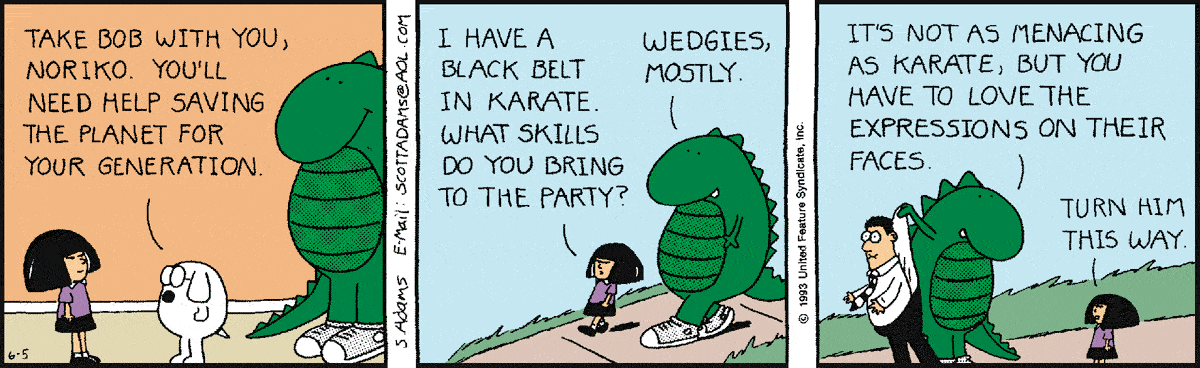 TAKE BOB WITH YOU,
NORIKO. YOU'LL
NEED HELP SAVING
THE PLANET FOR
YOUR GENERATION.
6-5
S Adams E-Mail: SCOTTADAMS@AOL.COM
I HAVE A
BLACK BELT
IN KARATE.
WHAT SKILLS
DO YOU BRING
TO THE PARTY?
WEDGIES,
MOSTLY.
© 1993 United Feature Syndicate, Inc.
IT'S NOT AS MENACING
AS KARATE, BUT YOU
HAVE TO LOVE THE
EXPRESSIONS ON THEIR
FACES.
TURN HIM
THIS WAY.